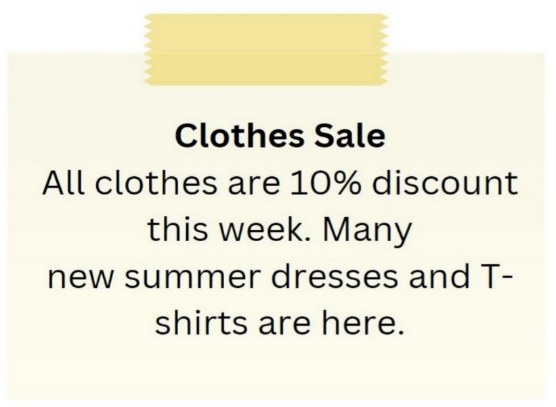 Clothes Sale
All clothes are 10% discount
this week. Many
new summer dresses and T-
shirts are here.